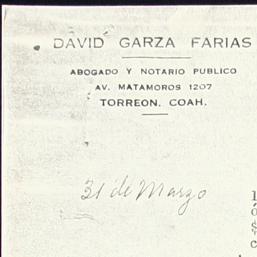 DAVID GARZA FARIAS
ABOGADO Y NOTARIO PUBLICO
AV. MATAMOROS 1207
TORREON, COAH.
31 de Marzo